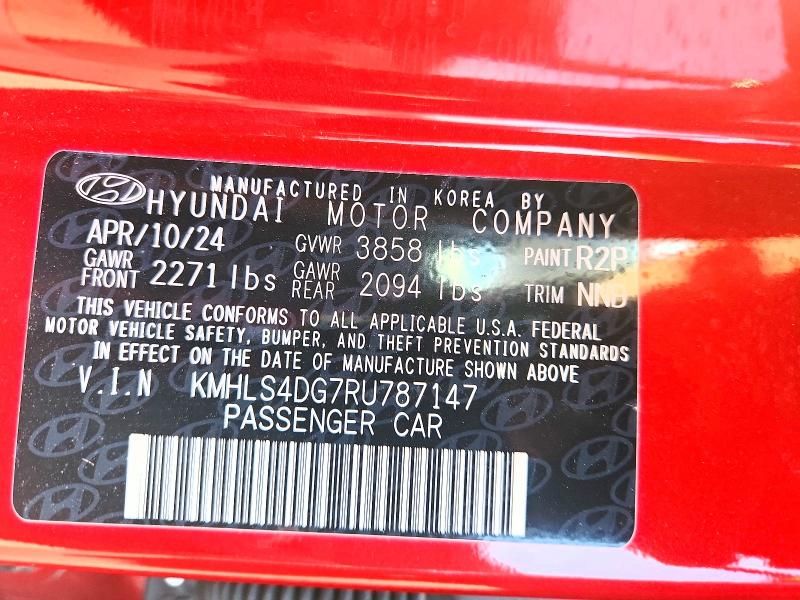 MANUFACTURED IN KOREA BY
HYUNDAI MOTOR COMPANY
APR/10/24 GVWR 3858 lbs PAINT R2P
GAWR FRONT 2271 lbs GAWR REAR 2094 lbs TRIM NNB
THIS VEHICLE CONFORMS TO ALL APPLICABLE U.S.A. FEDERAL
MOTOR VEHICLE SAFETY, BUMPER, AND THEFT PREVENTION STANDARDS
IN EFFECT ON THE DATE OF MANUFACTURE SHOWN ABOVE
V.I.N KMHLS4DG7RU787147
PASSENGER CAR